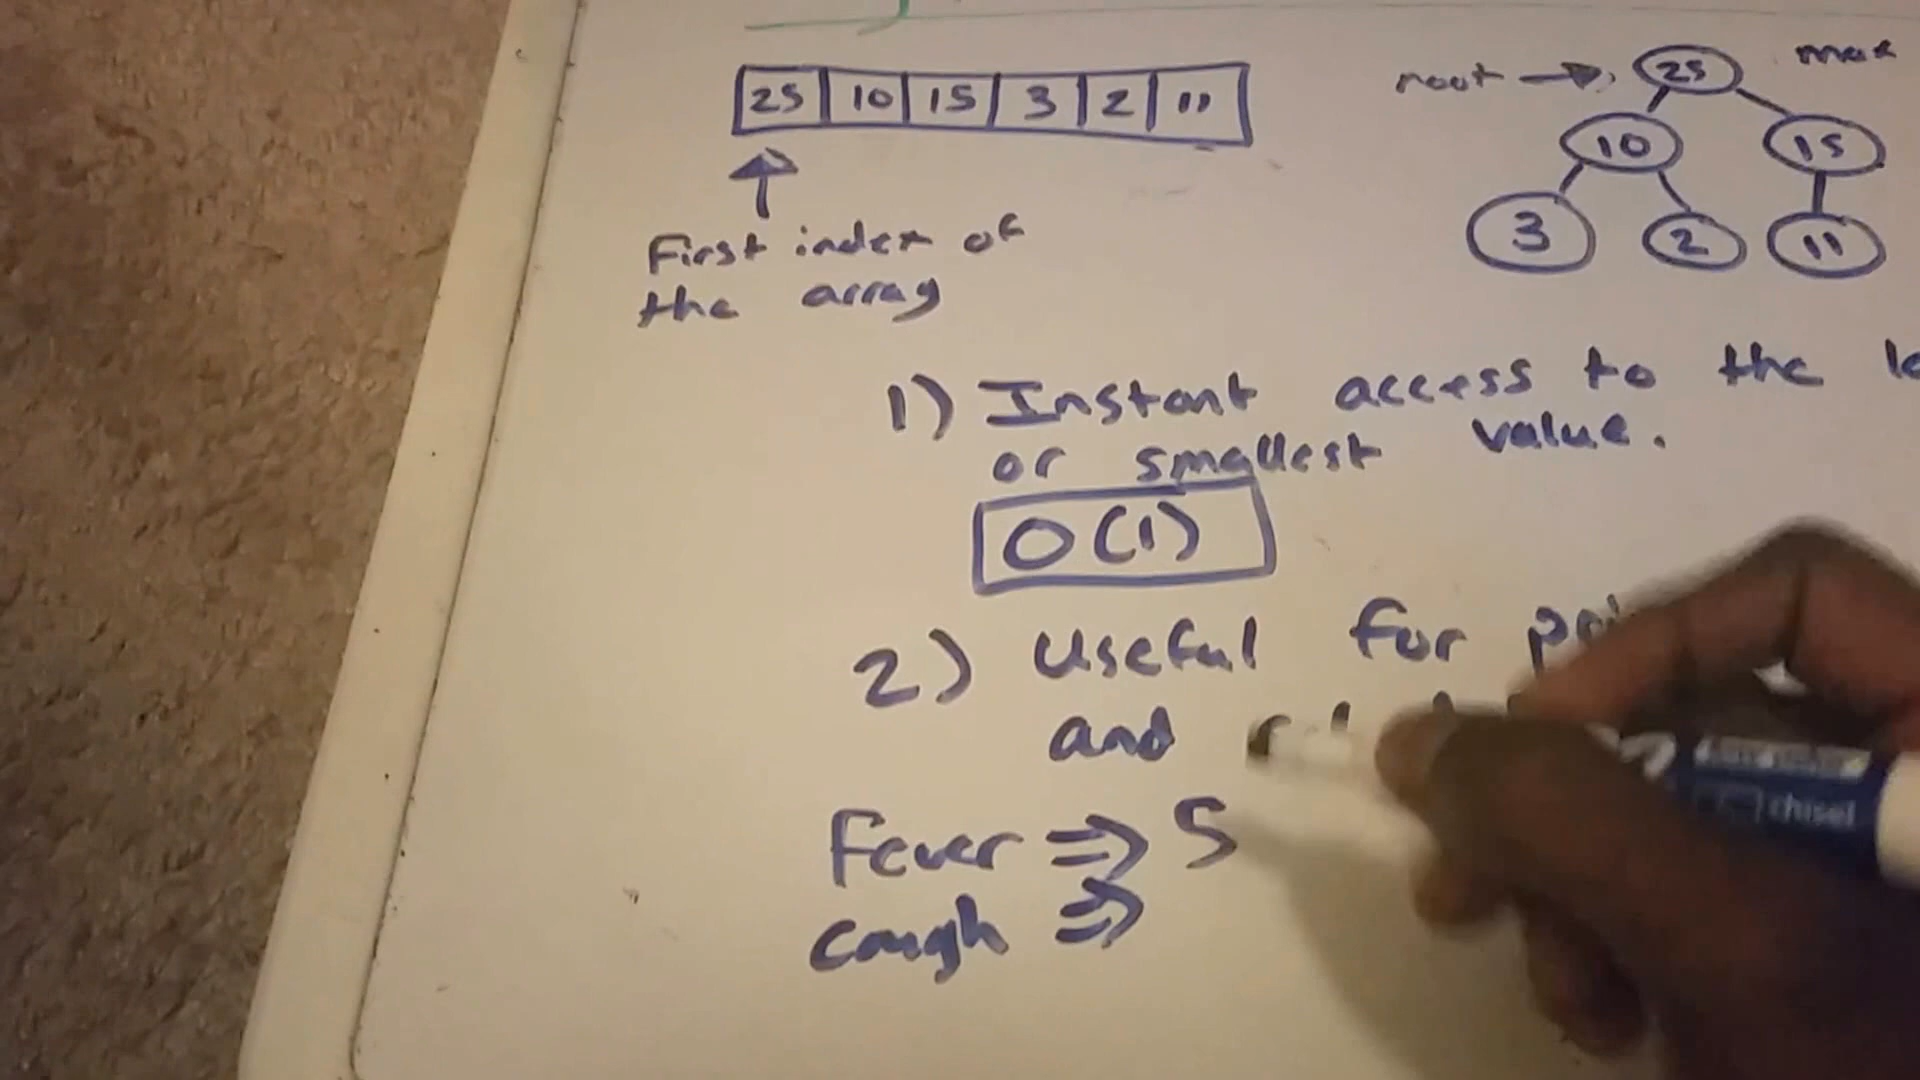 25 10 15 3 2 11
root → 25 max
10 15
3 2 11
First index of
the array
1) Instant access to the
or smallest value.
O(1)
2) Useful for
and
Fever ⇒ 5
cough ⇒
chisel